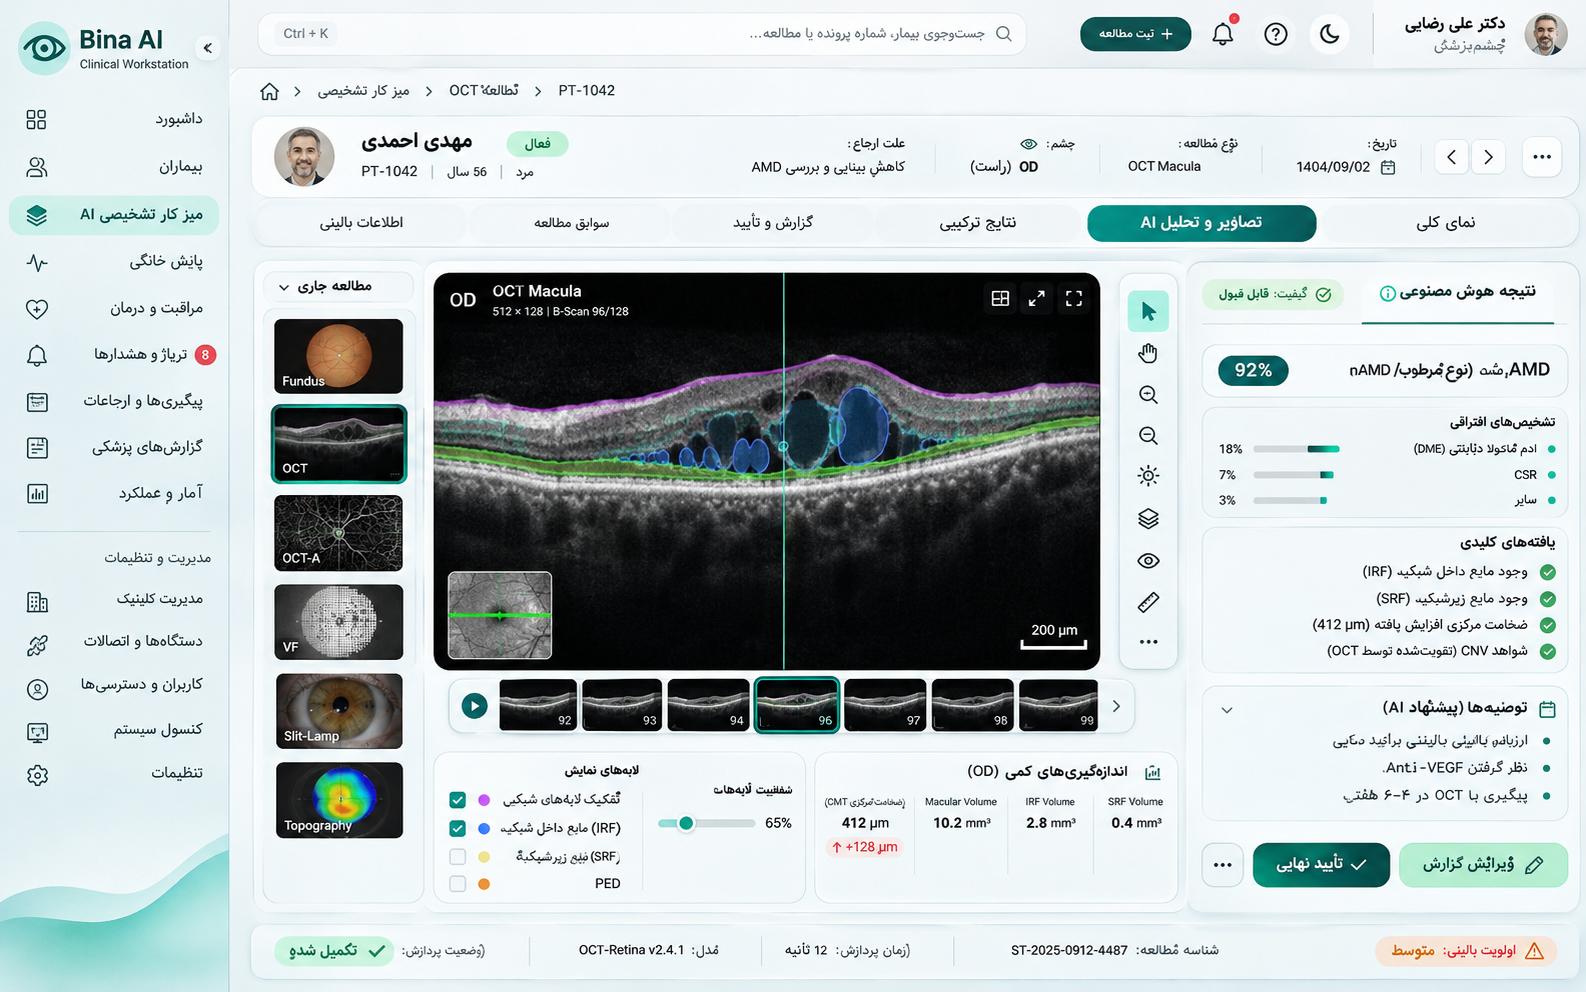 Bina AI
Clinical Workstation
داشبورد
بیماران
میز کار تشخیصی AI
پایش خانگی
مراقبت و درمان
تریاژ و هشدارها
8
پیگیری‌ها و ارجاعات
گزارش‌های پزشکی
آمار و عملکرد
مدیریت و تنظیمات
مدیریت کلینیک
دستگاه‌ها و اتصالات
کاربران و دسترسی‌ها
کنسول سیستم
تنظیمات
دکتر علی رضایی
چشم‌پزشکی
+ ثبت مطالعه
جست‌وجوی بیمار، شماره پرونده یا مطالعه...
Ctrl + K
میز کار تشخیصی
مطالعه OCT
PT-1042
مهدی احمدی
فعال
PT-1042 | 56 سال | مرد
علت ارجاع:
کاهش بینایی و بررسی AMD
چشم:
OD (راست)
نوع مطالعه:
OCT Macula
تاریخ:
1404/09/02
نمای کلی
تصاویر و تحلیل AI
نتایج ترکیبی
گزارش و تأیید
سوابق مطالعه
اطلاعات بالینی
نتیجه هوش مصنوعی
کیفیت: قابل قبول
AMD
(نوع مرطوب/ nAMD
92%
تشخیص‌های افتراقی
ادم ماکولا دیابتی (DME)
18%
CSR
7%
سایر
3%
یافته‌های کلیدی
وجود مایع داخل شبکیه (IRF)
وجود مایع زیرشبکیه (SRF)
ضخامت مرکزی افزایش یافته (412 µm)
شواهد CNV (تقویت‌شده توسط OCT)
توصیه‌ها (پیشنهاد AI)
بالینی
نظر گرفتن Anti-VEGF.
پیگیری با OCT در ۴–۶
ویرایش گزارش
تأیید نهایی
OD
OCT Macula
512 × 128 | B-Scan 96/128
200 µm
92
93
94
96
97
98
99
مطالعه جاری
Fundus
OCT
OCT-A
VF
Slit-Lamp
Topography
اندازه‌گیری‌های کمی (OD)
SRF Volume
0.4 mm³
IRF Volume
2.8 mm³
Macular Volume
10.2 mm³
(ضخامت مرکزی CMT)
412 µm
↑ +128 µm
لایه‌های نمایش
تفکیک لایه‌های
(IRF) مایع داخل شبکیه
(SRF)
PED
شفافیت لایه‌ها
65%
اولویت بالینی: متوسط
شناسه مطالعه: ST-2025-0912-4487
زمان پردازش: 12 ثانیه
مدل: OCT-Retina v2.4.1
وضعیت پردازش:
تکمیل شده